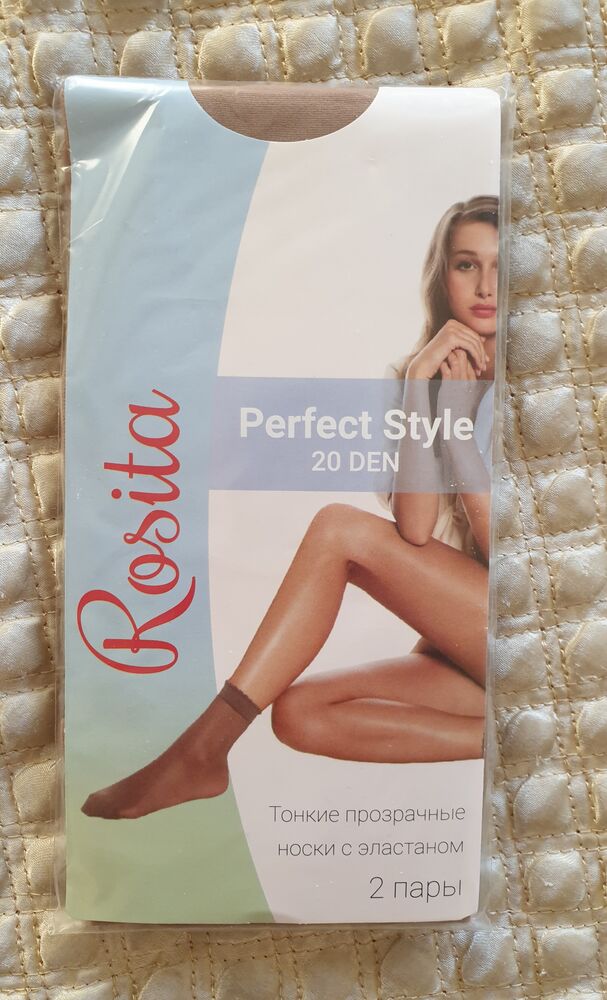 Rosita
Perfect Style
20 DEN
Тонкие прозрачные
носки с эластаном
2 пары